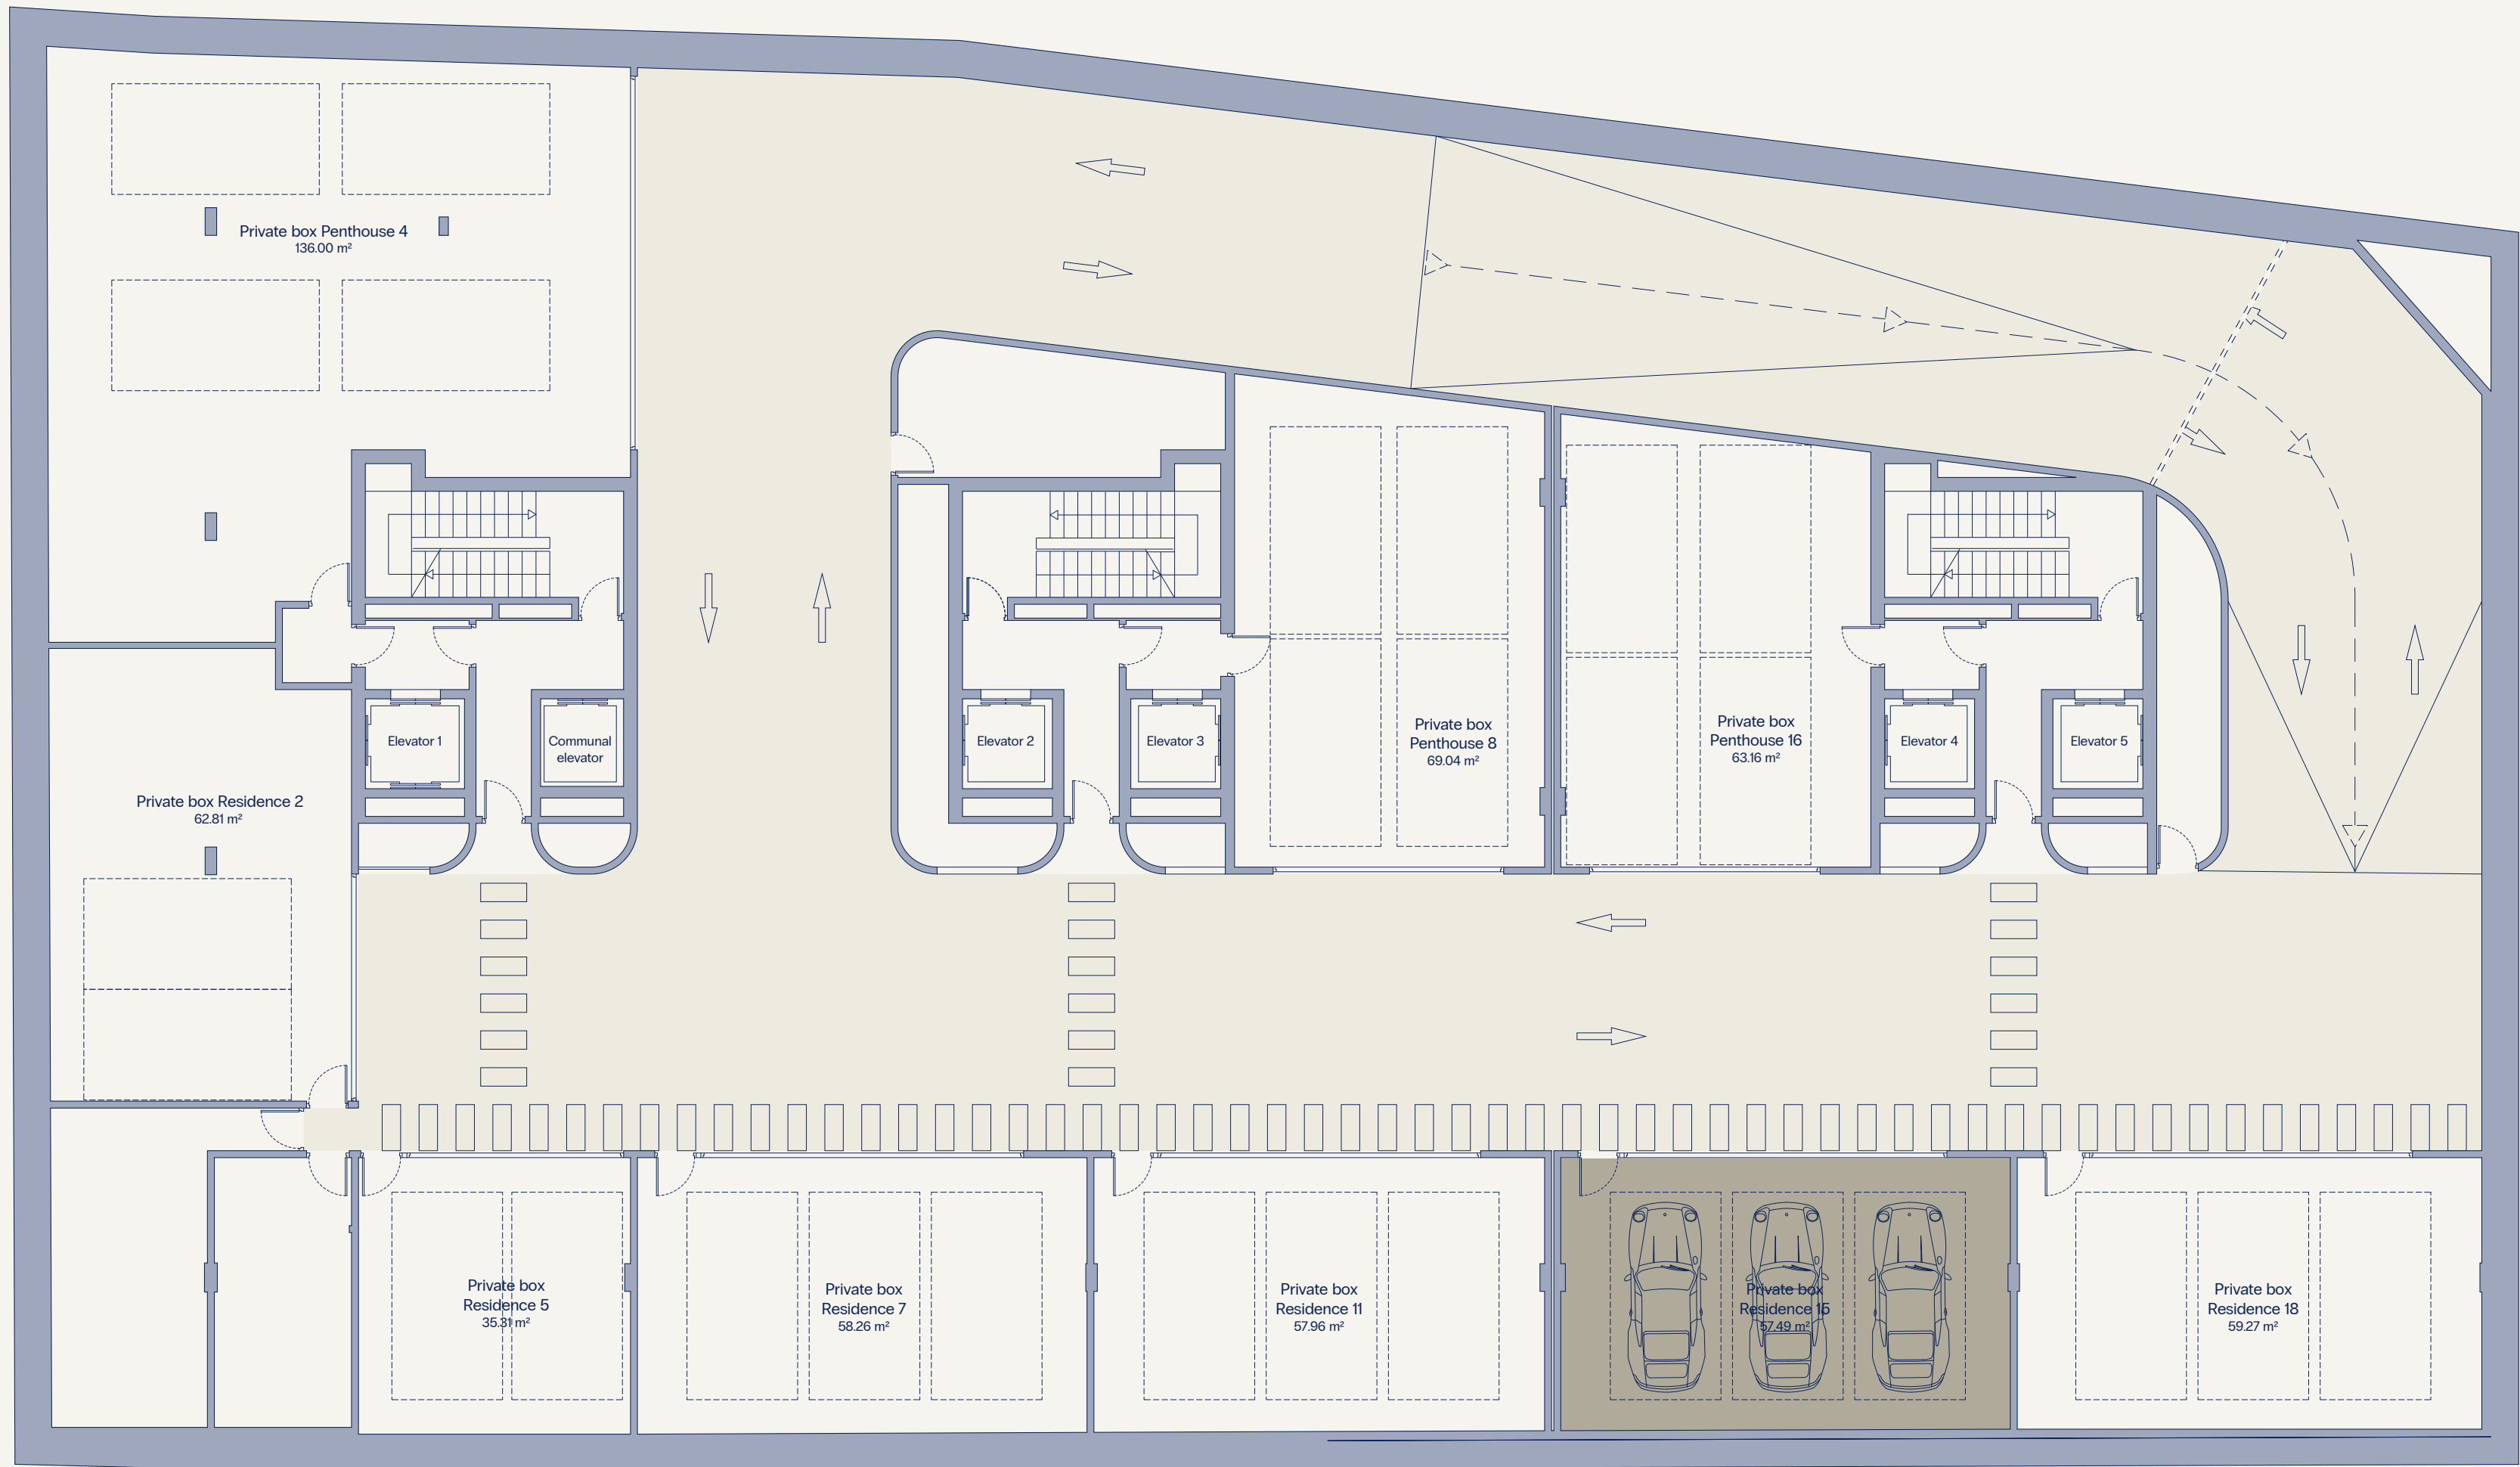 Private box Penthouse 4
136.00 m²
Elevator 1
Communal
elevator
Elevator 2
Elevator 3
Private box
Penthouse 8
69.04 m²
Private box
Penthouse 16
63.16 m²
Elevator 4
Elevator 5
Private box Residence 2
62.81 m²
Private box
Residence 5
35.31 m²
Private box
Residence 7
58.26 m²
Private box
Residence 11
57.96 m²
Private box
Residence 15
57.49 m²
Private box
Residence 18
59.27 m²